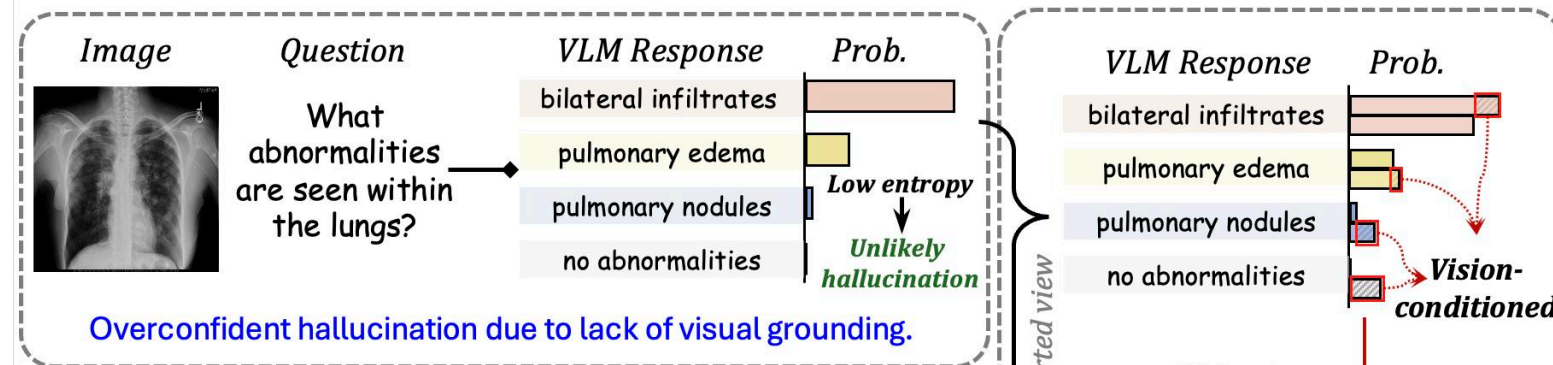 Image
Question
VLM Response
Prob.
What
abnormalities
are seen within
the lungs?
bilateral infiltrates
pulmonary edema
pulmonary nodules
no abnormalities
Low entropy
Unlikely
hallucination
Overconfident hallucination due to lack of visual grounding.
VLM Response
Prob.
bilateral infiltrates
pulmonary edema
pulmonary nodules
no abnormalities
Vision-
conditioned
rted view